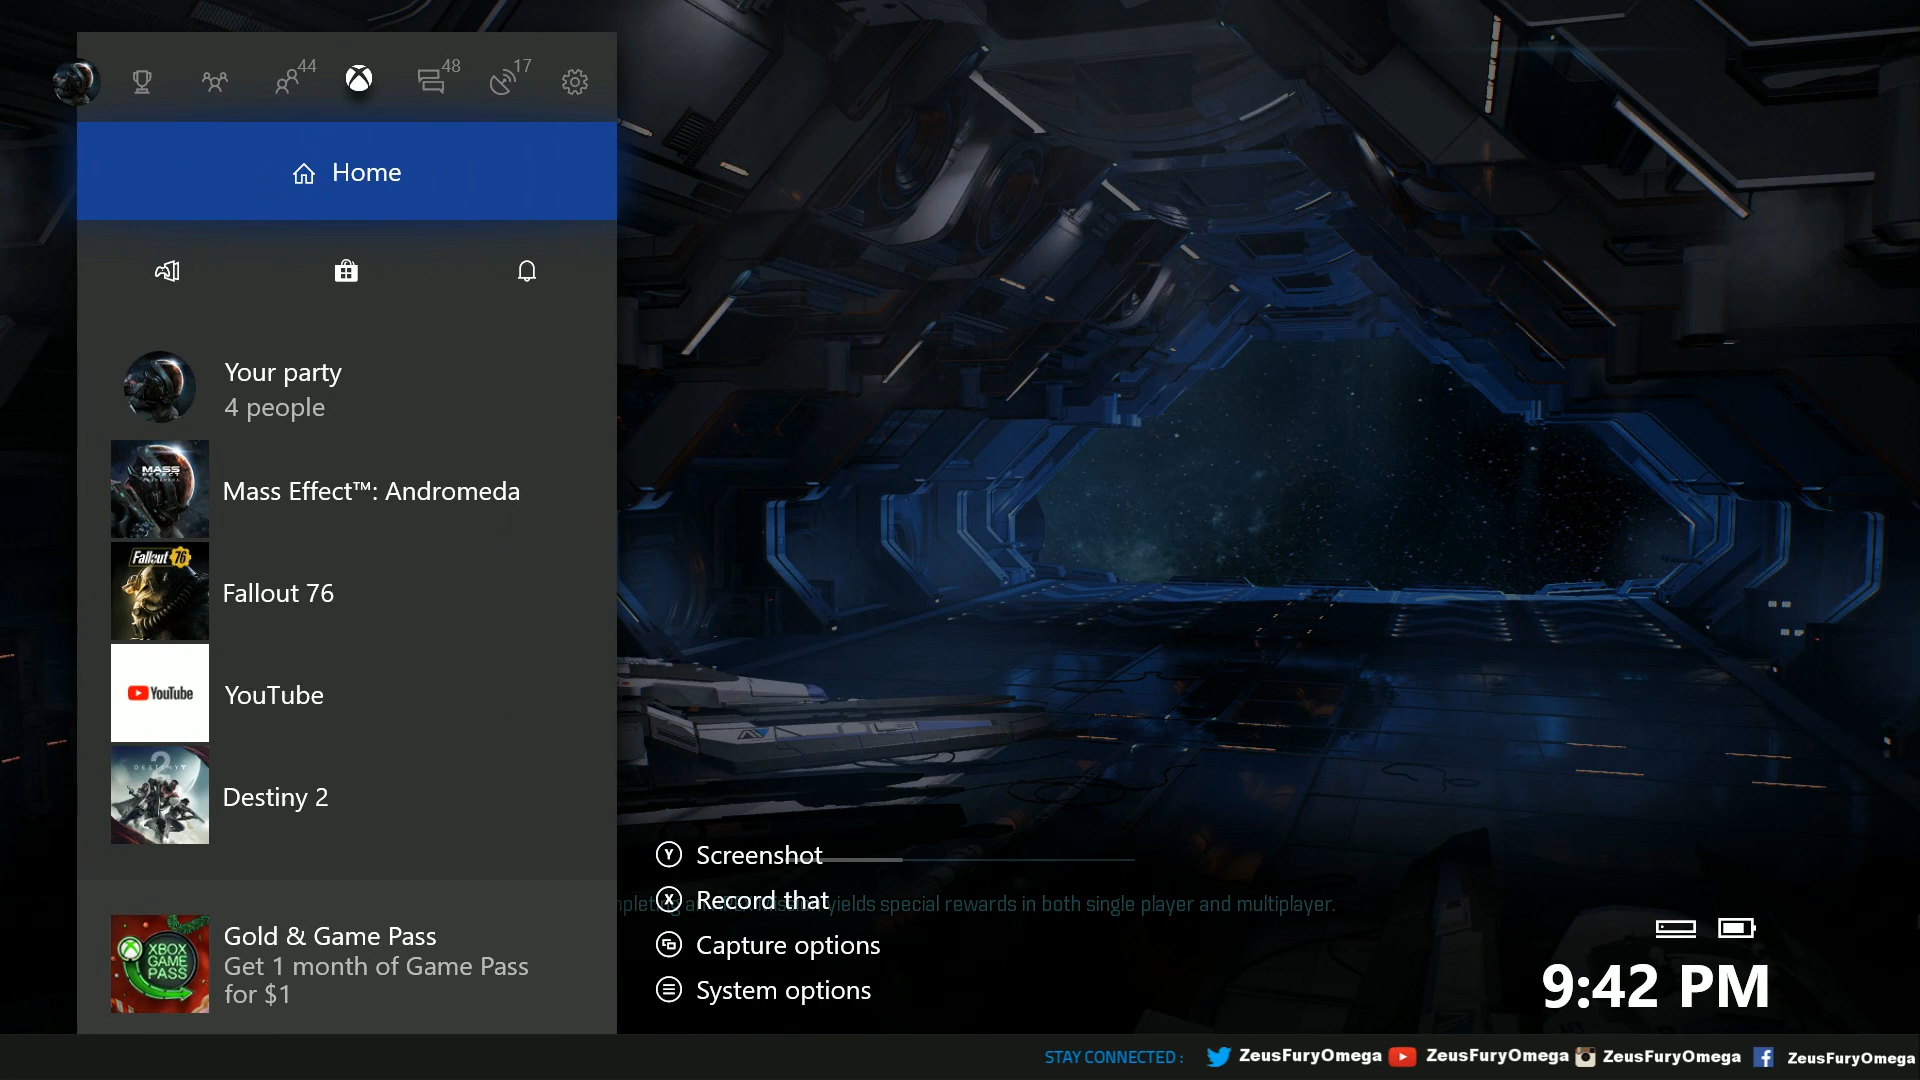 44
48
17
Home
Your party
4 people
MASS EFFECT
Mass Effect™: Andromeda
Fallout 76
Fallout 76
YouTube
YouTube
2
DESTINY
Destiny 2
XBOX
GAME
PASS
Gold & Game Pass
Get 1 month of Game Pass
for $1
Y Screenshot
X Record that
yields special rewards in both single player and multiplayer.
Capture options
System options
9:42 PM
STAY CONNECTED : ZeusFuryOmega ZeusFuryOmega ZeusFuryOmega ZeusFuryOmega